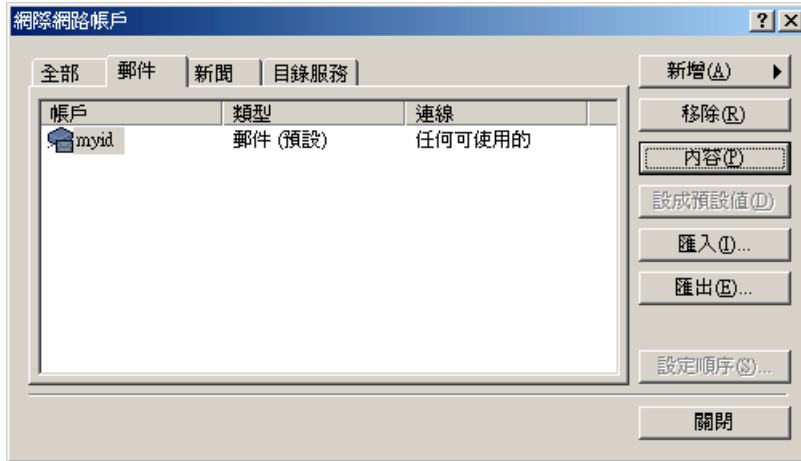 網際網路帳戶
全部 郵件 新聞 目錄服務
帳戶 類型 連線
myid 郵件 (預設) 任何可使用的
新增(A)
移除(R)
內容(P)
設成預設值(D)
匯入(I)...
匯出(E)...
設定順序(S)...
關閉